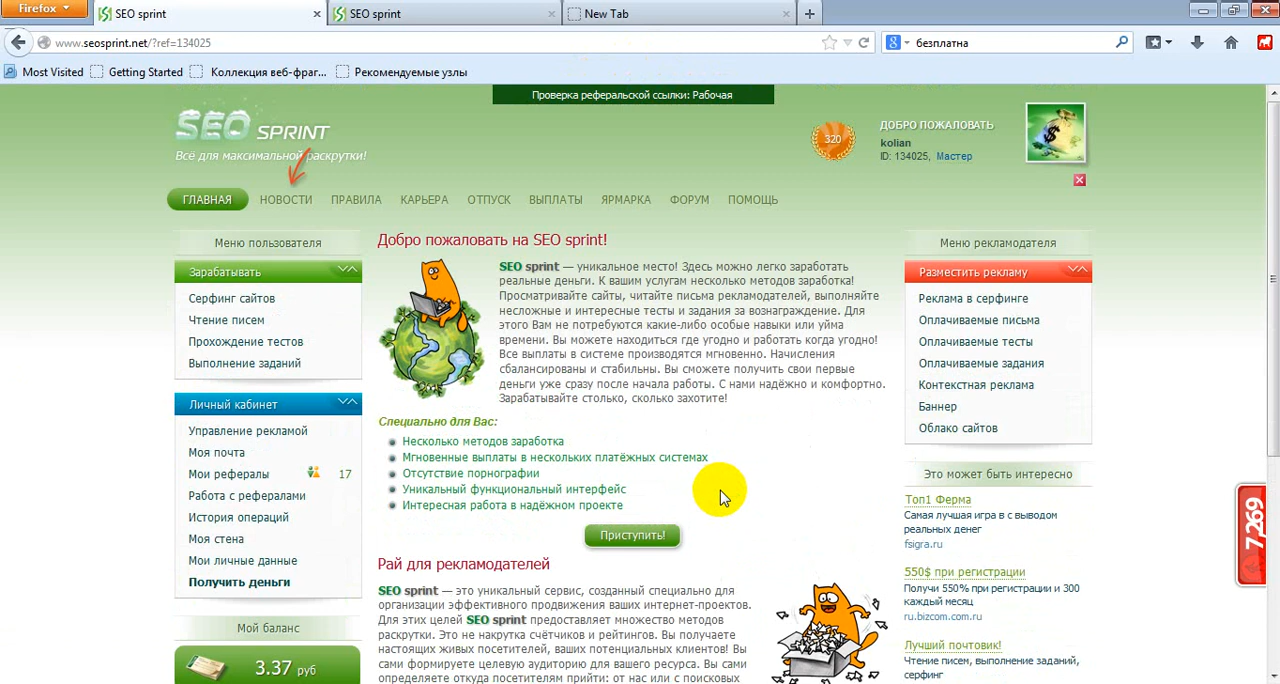 Firefox
SEO sprint
SEO sprint
New Tab
www.seosprint.net/?ref=134025
безплатна
Most Visited
Getting Started
Коллекция веб-фраг...
Рекомендуемые узлы
Проверка реферальской ссылки: Рабочая
SEO SPRINT
Всё для максимальной раскрутки!
320
ДОБРО ПОЖАЛОВАТЬ
kolian
ID: 134025, Мастер
ГЛАВНАЯ
НОВОСТИ
ПРАВИЛА
КАРЬЕРА
ОТПУСК
ВЫПЛАТЫ
ЯРМАРКА
ФОРУМ
ПОМОЩЬ
Меню пользователя
Зарабатывать
Серфинг сайтов
Чтение писем
Прохождение тестов
Выполнение заданий
Личный кабинет
Управление рекламой
Моя почта
Мои рефералы 17
Работа с рефералами
История операций
Моя стена
Мои личные данные
Получить деньги
Мой баланс
3.37 руб
Добро пожаловать на SEO sprint!
SEO sprint — уникальное место! Здесь можно легко заработать
реальные деньги. К вашим услугам несколько методов заработка!
Просматривайте сайты, читайте письма рекламодателей, выполняйте
несложные и интересные тесты и задания за вознаграждение. Для
этого Вам не потребуются какие-либо особые навыки или уйма
времени. Вы можете находиться где угодно и работать когда угодно!
Все выплаты в системе производятся мгновенно. Начисления
сбалансированы и стабильны. Вы сможете получить свои первые
деньги уже сразу после начала работы. С нами надёжно и комфортно.
Зарабатывайте столько, сколько захотите!
Специально для Вас:
Несколько методов заработка
Мгновенные выплаты в нескольких платёжных системах
Отсутствие порнографии
Уникальный функциональный интерфейс
Интересная работа в надёжном проекте
Приступить!
Рай для рекламодателей
SEO sprint — это уникальный сервис, созданный специально для
организации эффективного продвижения ваших интернет-проектов.
Для этих целей SEO sprint предоставляет множество методов
раскрутки. Это не накрутка счётчиков и рейтингов. Вы получаете
настоящих живых посетителей, ваших потенциальных клиентов! Вы
сами формируете целевую аудиторию для вашего ресурса. Вы сами
определяете откуда посетителям прийти: от нас или с поисковых
Меню рекламодателя
Разместить рекламу
Реклама в серфинге
Оплачиваемые письма
Оплачиваемые тесты
Оплачиваемые задания
Контекстная реклама
Баннер
Облако сайтов
Это может быть интересно
Топ1 Ферма
Самая лучшая игра в с выводом
реальных денег
fsigra.ru
550$ при регистрации
Получи 550% при регистрации и 300
каждый месяц
ru.bizcom.com.ru
Лучший почтовик!
Чтение писем, выполнение заданий,
серфинг
7299